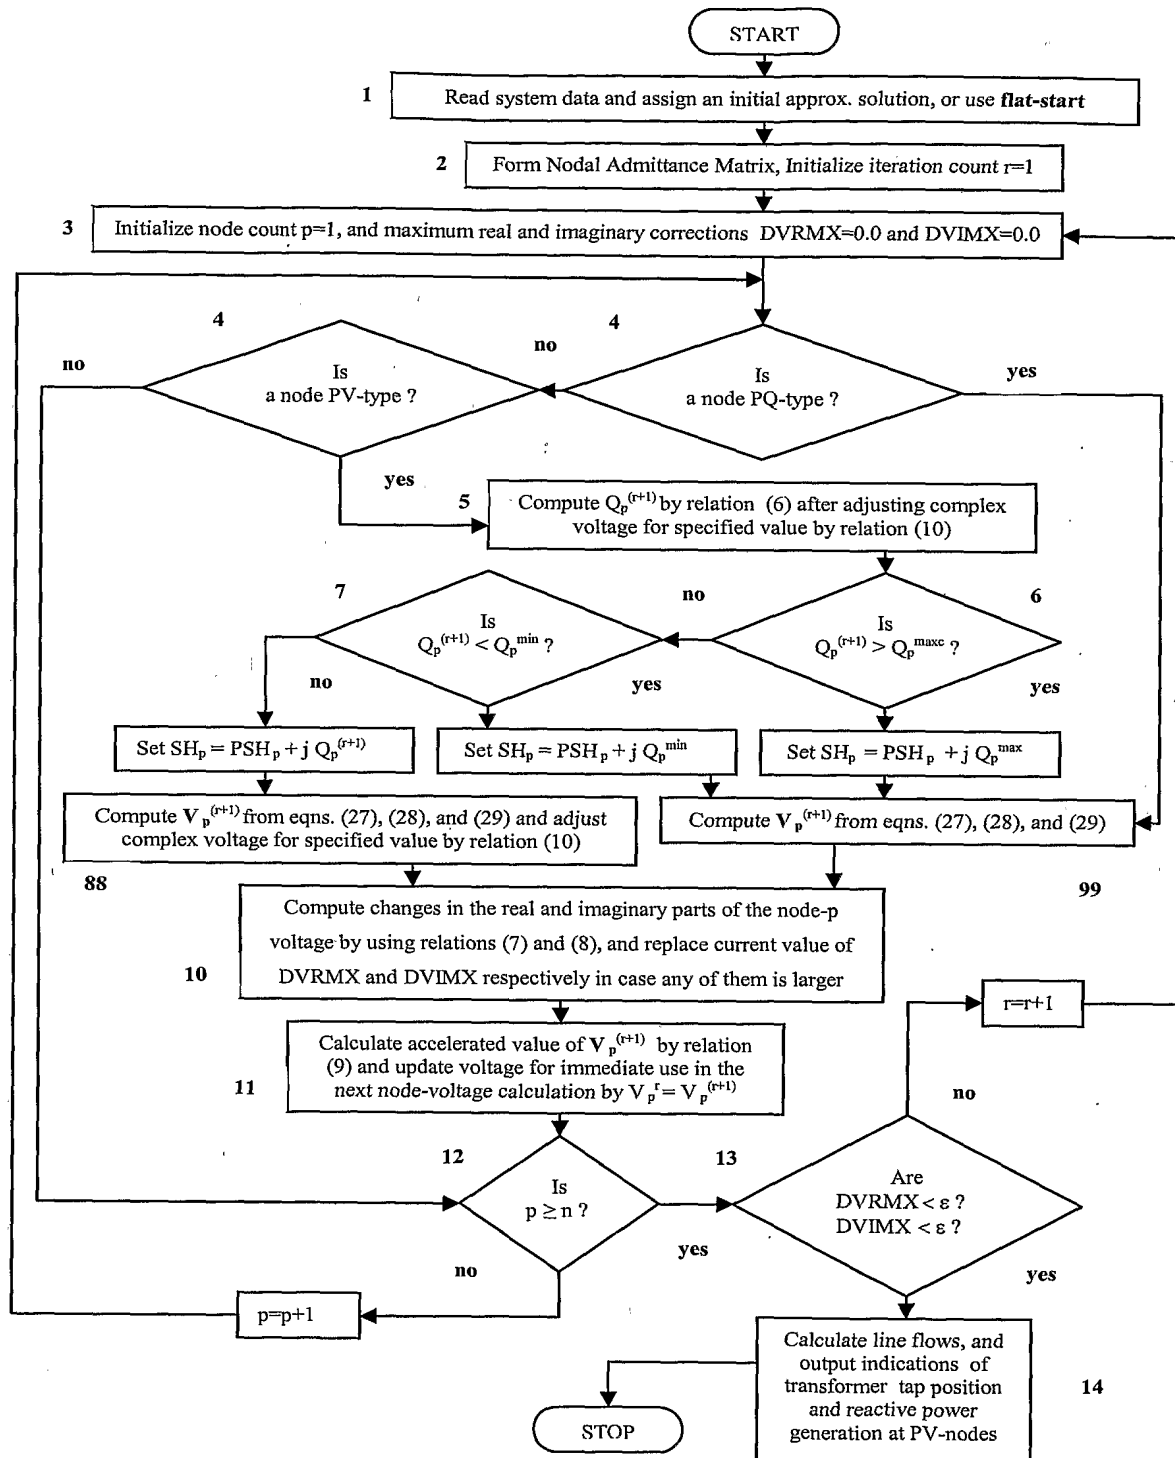 START
1
Read system data and assign an initial approx. solution, or use flat-start
2
Form Nodal Admittance Matrix, Initialize iteration count r=1
3
Initialize node count p=1, and maximum real and imaginary corrections DVRMX=0.0 and DVIMX=0.0
4
4
no
no
yes
Is
a node PV-type ?
Is
a node PQ-type ?
yes
5
Compute Qp^(r+1) by relation (6) after adjusting complex
voltage for specified value by relation (10)
7
no
6
Is
Qp^(r+1) < Qp^min ?
Is
Qp^(r+1) > Qp^maxc ?
no
yes
yes
Set SHp = PSHp + j Qp^(r+1)
Set SHp = PSHp + j Qp^min
Set SHp = PSHp + j Qp^max
Compute Vp^(r+1) from eqns. (27), (28), and (29) and adjust
complex voltage for specified value by relation (10)
Compute Vp^(r+1) from eqns. (27), (28), and (29)
88
99
Compute changes in the real and imaginary parts of the node-p
voltage by using relations (7) and (8), and replace current value of
DVRMX and DVIMX respectively in case any of them is larger
10
r=r+1
Calculate accelerated value of Vp^(r+1) by relation
(9) and update voltage for immediate use in the
next node-voltage calculation by Vp^r = Vp^(r+1)
11
no
12
13
Is
p ≥ n ?
Are
DVRMX < ε ?
DVIMX < ε ?
yes
no
yes
p=p+1
Calculate line flows, and
output indications of
transformer tap position
and reactive power
generation at PV-nodes
14
STOP